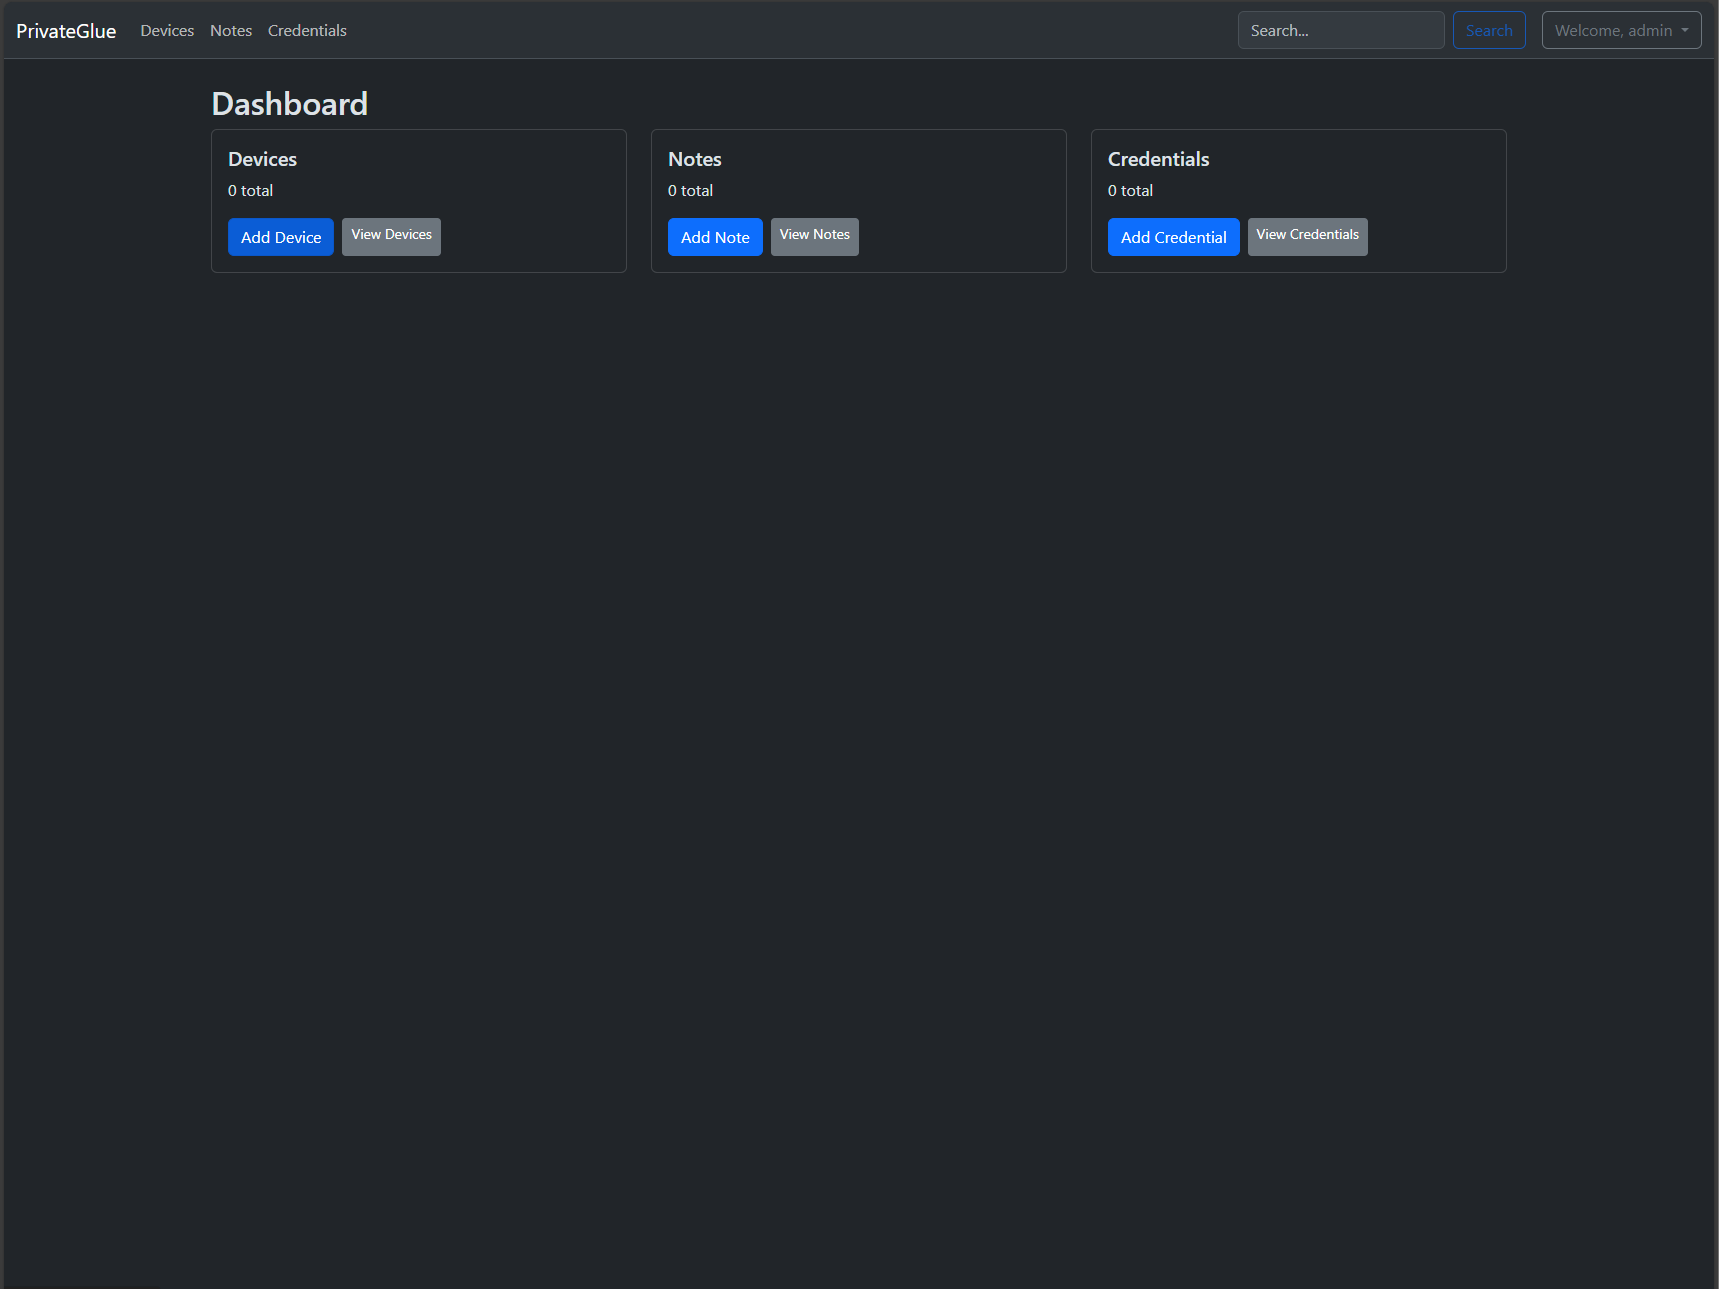 PrivateGlue Devices Notes Credentials Search... Search Welcome, admin
Dashboard
Devices
0 total
Add Device View Devices
Notes
0 total
Add Note View Notes
Credentials
0 total
Add Credential View Credentials